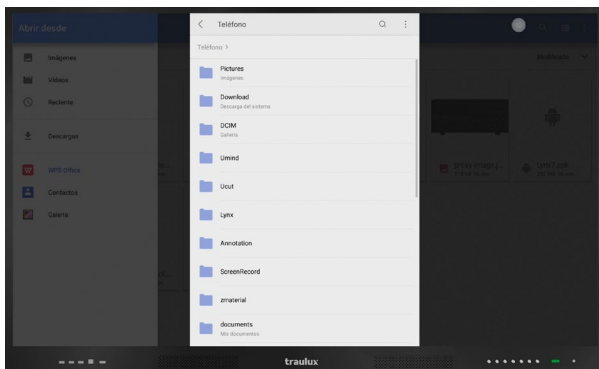 Abrir desde
Imágenes
Vídeos
Reciente
Descargas
WPS Office
Contactos
Galería
Teléfono
Teléfono >
Pictures
Imágenes
Download
Descarga del sistema
DCIM
Galería
Umind
Ucut
Lynx
Annotation
ScreenRecord
zmaterial
documents
Mis documentos
Modificado
traulux